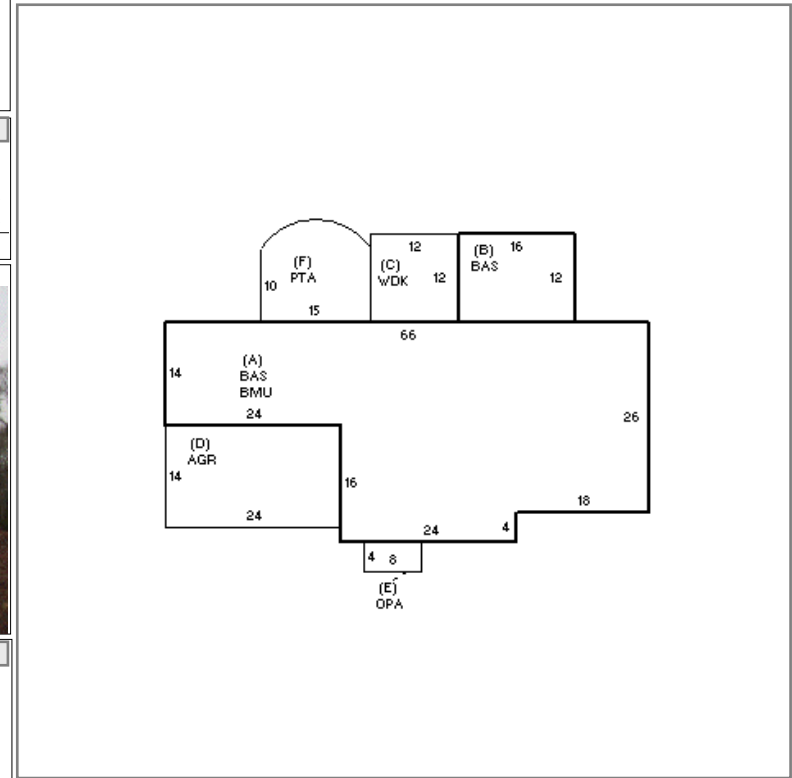 12
(B) 16
BAS
(F)
PTA
(C)
WDK
12
12
10
15
66
(A)
BAS
BMU
14
24
26
(D)
AGR
14
16
24
18
24
4
4 8
(E)
OPA